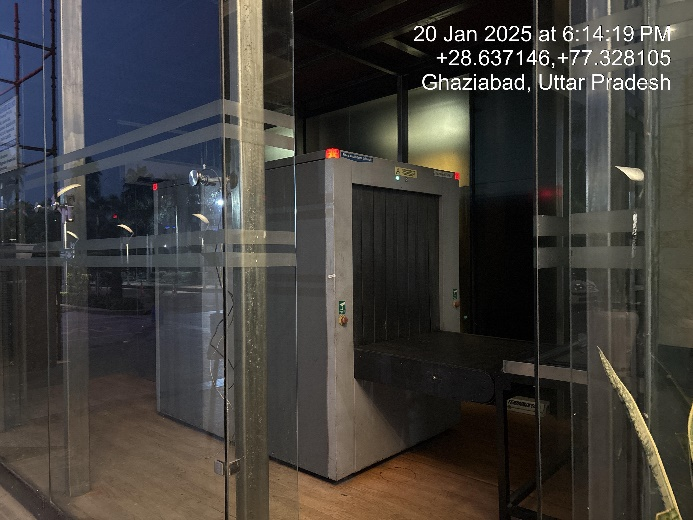 20 Jan 2025 at 6:14:19 PM
+28.637146,+77.328105
Ghaziabad, Uttar Pradesh